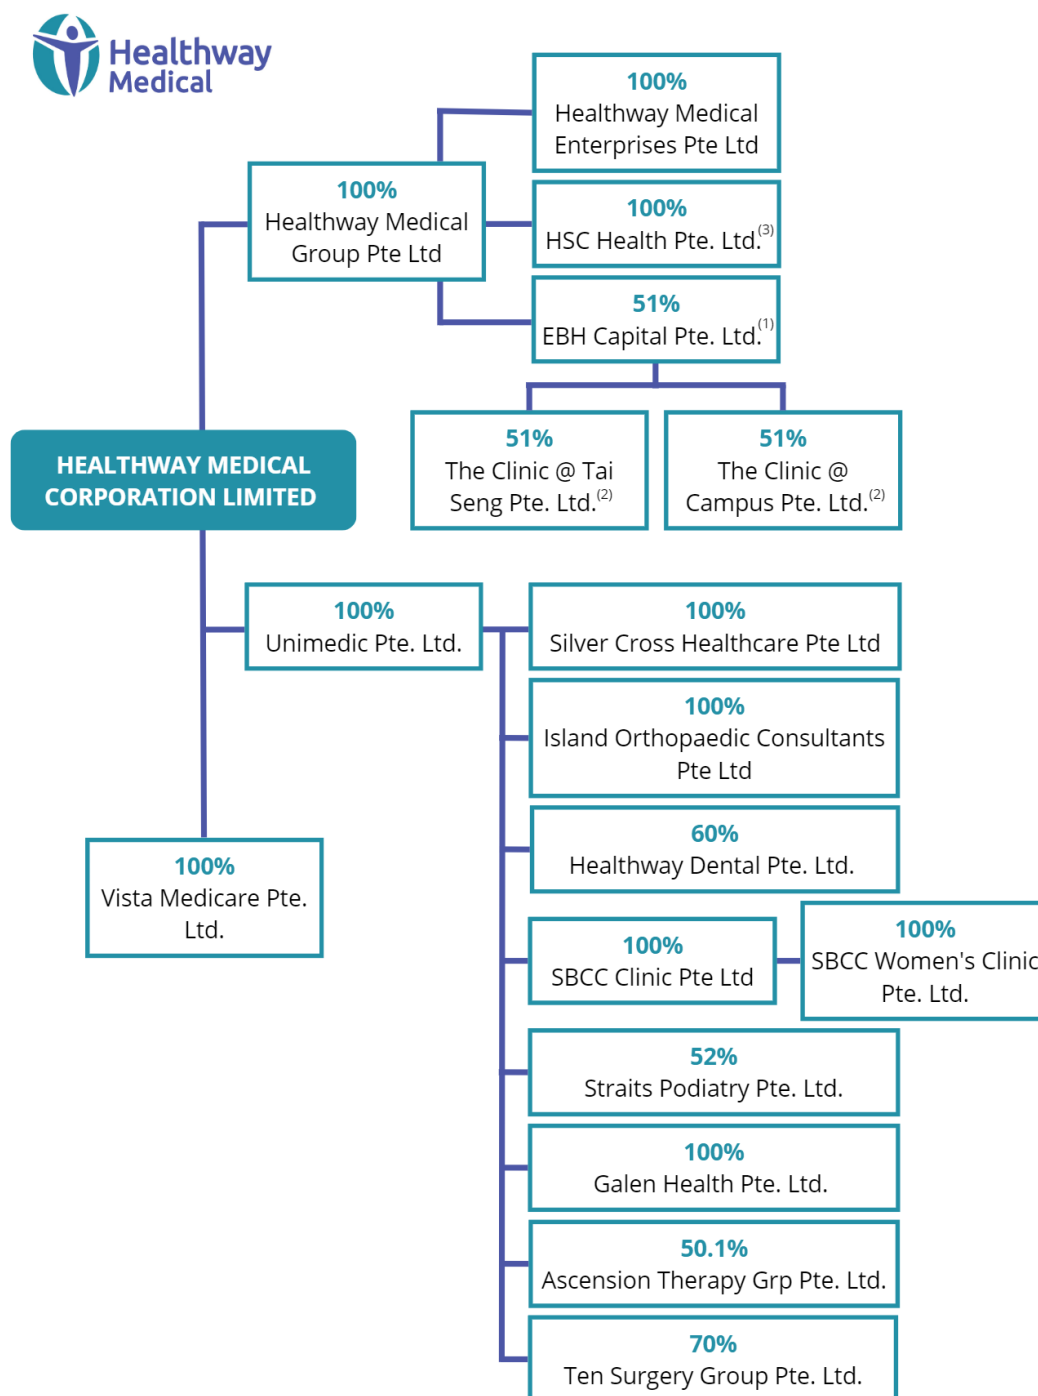 Healthway
Medical
100%
Healthway Medical
Enterprises Pte Ltd
100%
Healthway Medical
Group Pte Ltd
100%
HSC Health Pte. Ltd.(3)
51%
EBH Capital Pte. Ltd.(1)
51%
The Clinic @ Tai
Seng Pte. Ltd.(2)
51%
The Clinic @
Campus Pte. Ltd.(2)
HEALTHWAY MEDICAL
CORPORATION LIMITED
100%
Unimedic Pte. Ltd.
100%
Silver Cross Healthcare Pte Ltd
100%
Island Orthopaedic Consultants
Pte Ltd
60%
Healthway Dental Pte. Ltd.
100%
Vista Medicare Pte.
Ltd.
100%
SBCC Clinic Pte Ltd
100%
SBCC Women's Clinic
Pte. Ltd.
52%
Straits Podiatry Pte. Ltd.
100%
Galen Health Pte. Ltd.
50.1%
Ascension Therapy Grp Pte. Ltd.
70%
Ten Surgery Group Pte. Ltd.